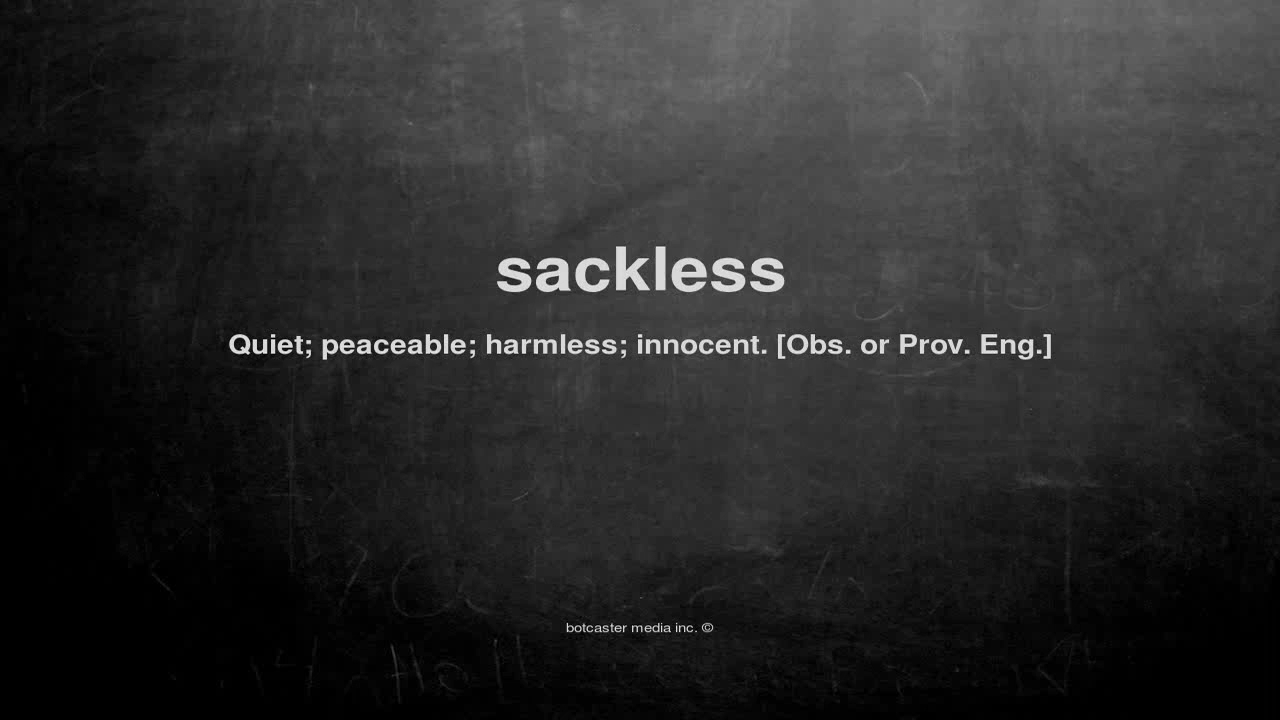 sackless
Quiet; peaceable; harmless; innocent. [Obs. or Prov. Eng.]
botcaster media inc. ©